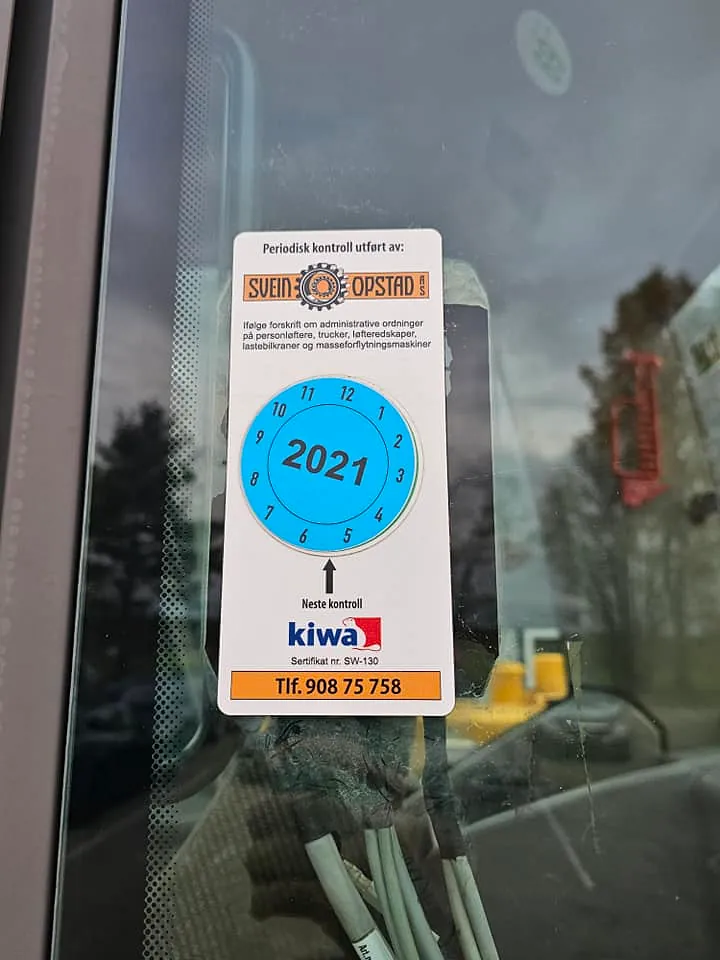 Periodisk kontroll utført av:
SVEIN OPSTAD AS
Ifølge forskrift om administrative ordninger
på personløftere, trucker, løfteredskaper,
lastebilkraner og masseforflytningsmaskiner
11 12 1
10 2
9 2021 3
8 4
7 6 5
Neste kontroll
kiwa
Sertifikat nr. SW-130
Tlf. 908 75 758